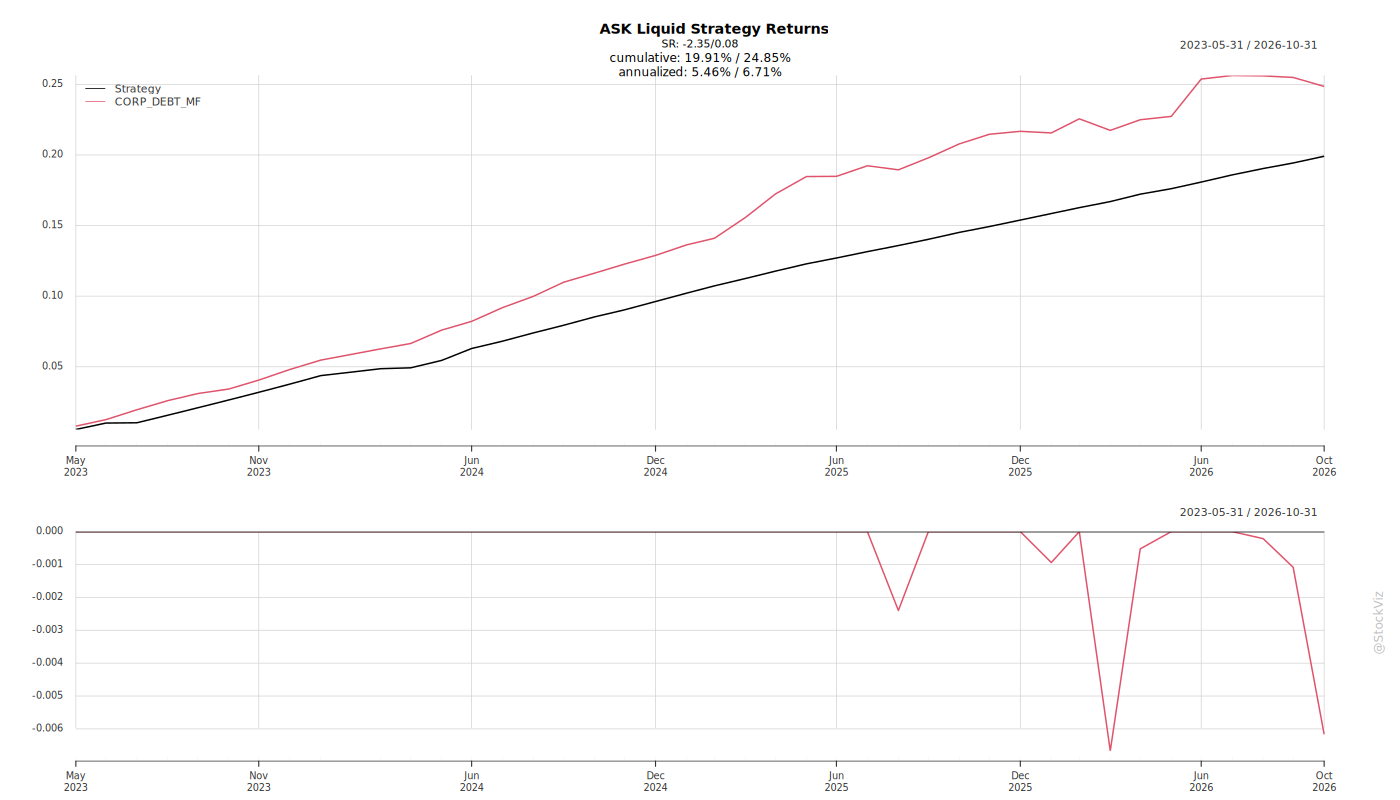 ASK Liquid Strategy Returns
SR: -2.35/0.08
cumulative: 19.91% / 24.85%
annualized: 5.46% / 6.71%
2023-05-31 / 2026-10-31
Strategy
CORP_DEBT_MF
0.25
0.20
0.15
0.10
0.05
May 2023
Nov 2023
Jun 2024
Dec 2024
Jun 2025
Dec 2025
Jun 2026
Oct 2026
2023-05-31 / 2026-10-31
0.000
-0.001
-0.002
-0.003
-0.004
-0.005
-0.006
May 2023
Nov 2023
Jun 2024
Dec 2024
Jun 2025
Dec 2025
Jun 2026
Oct 2026
@StockViz